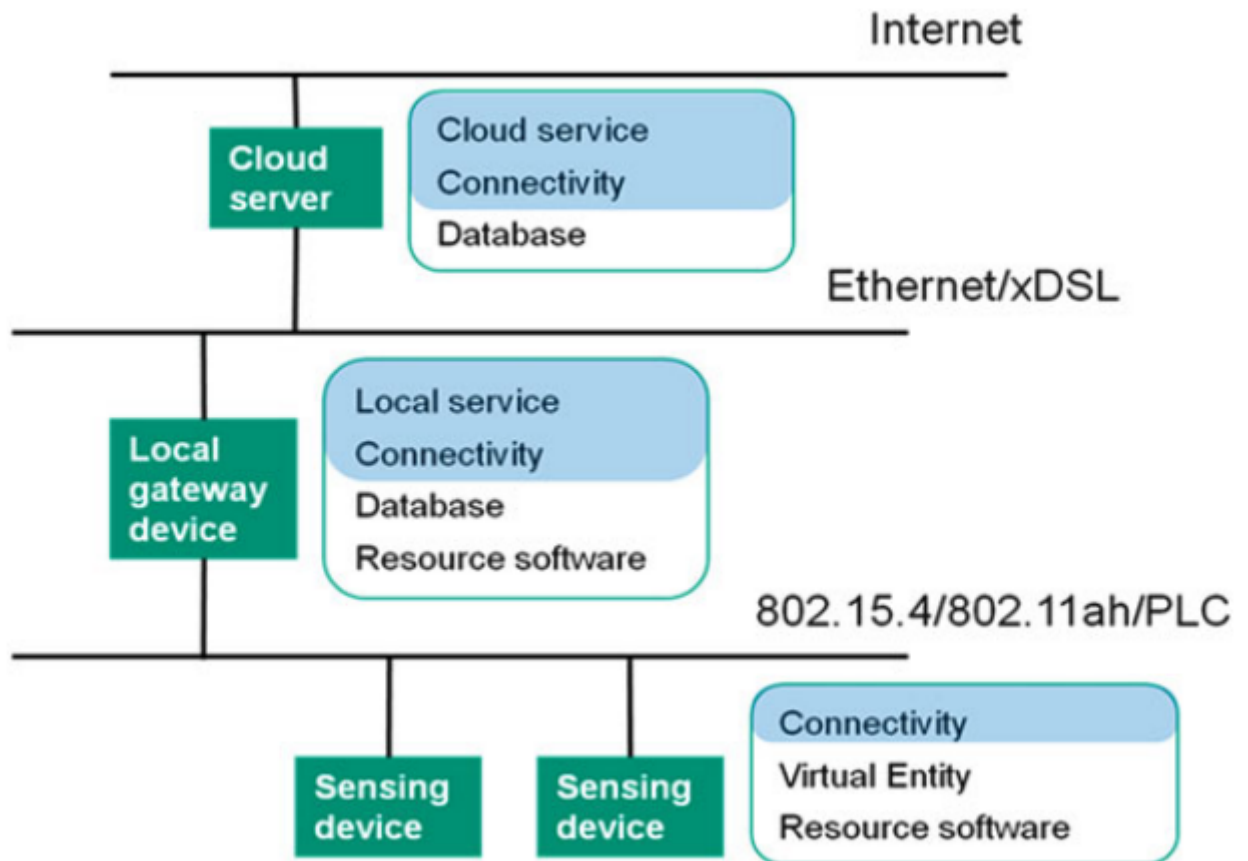 Internet
Cloud
server
Cloud service
Connectivity
Database
Ethernet/xDSL
Local
gateway
device
Local service
Connectivity
Database
Resource software
802.15.4/802.11ah/PLC
Sensing
device
Sensing
device
Connectivity
Virtual Entity
Resource software